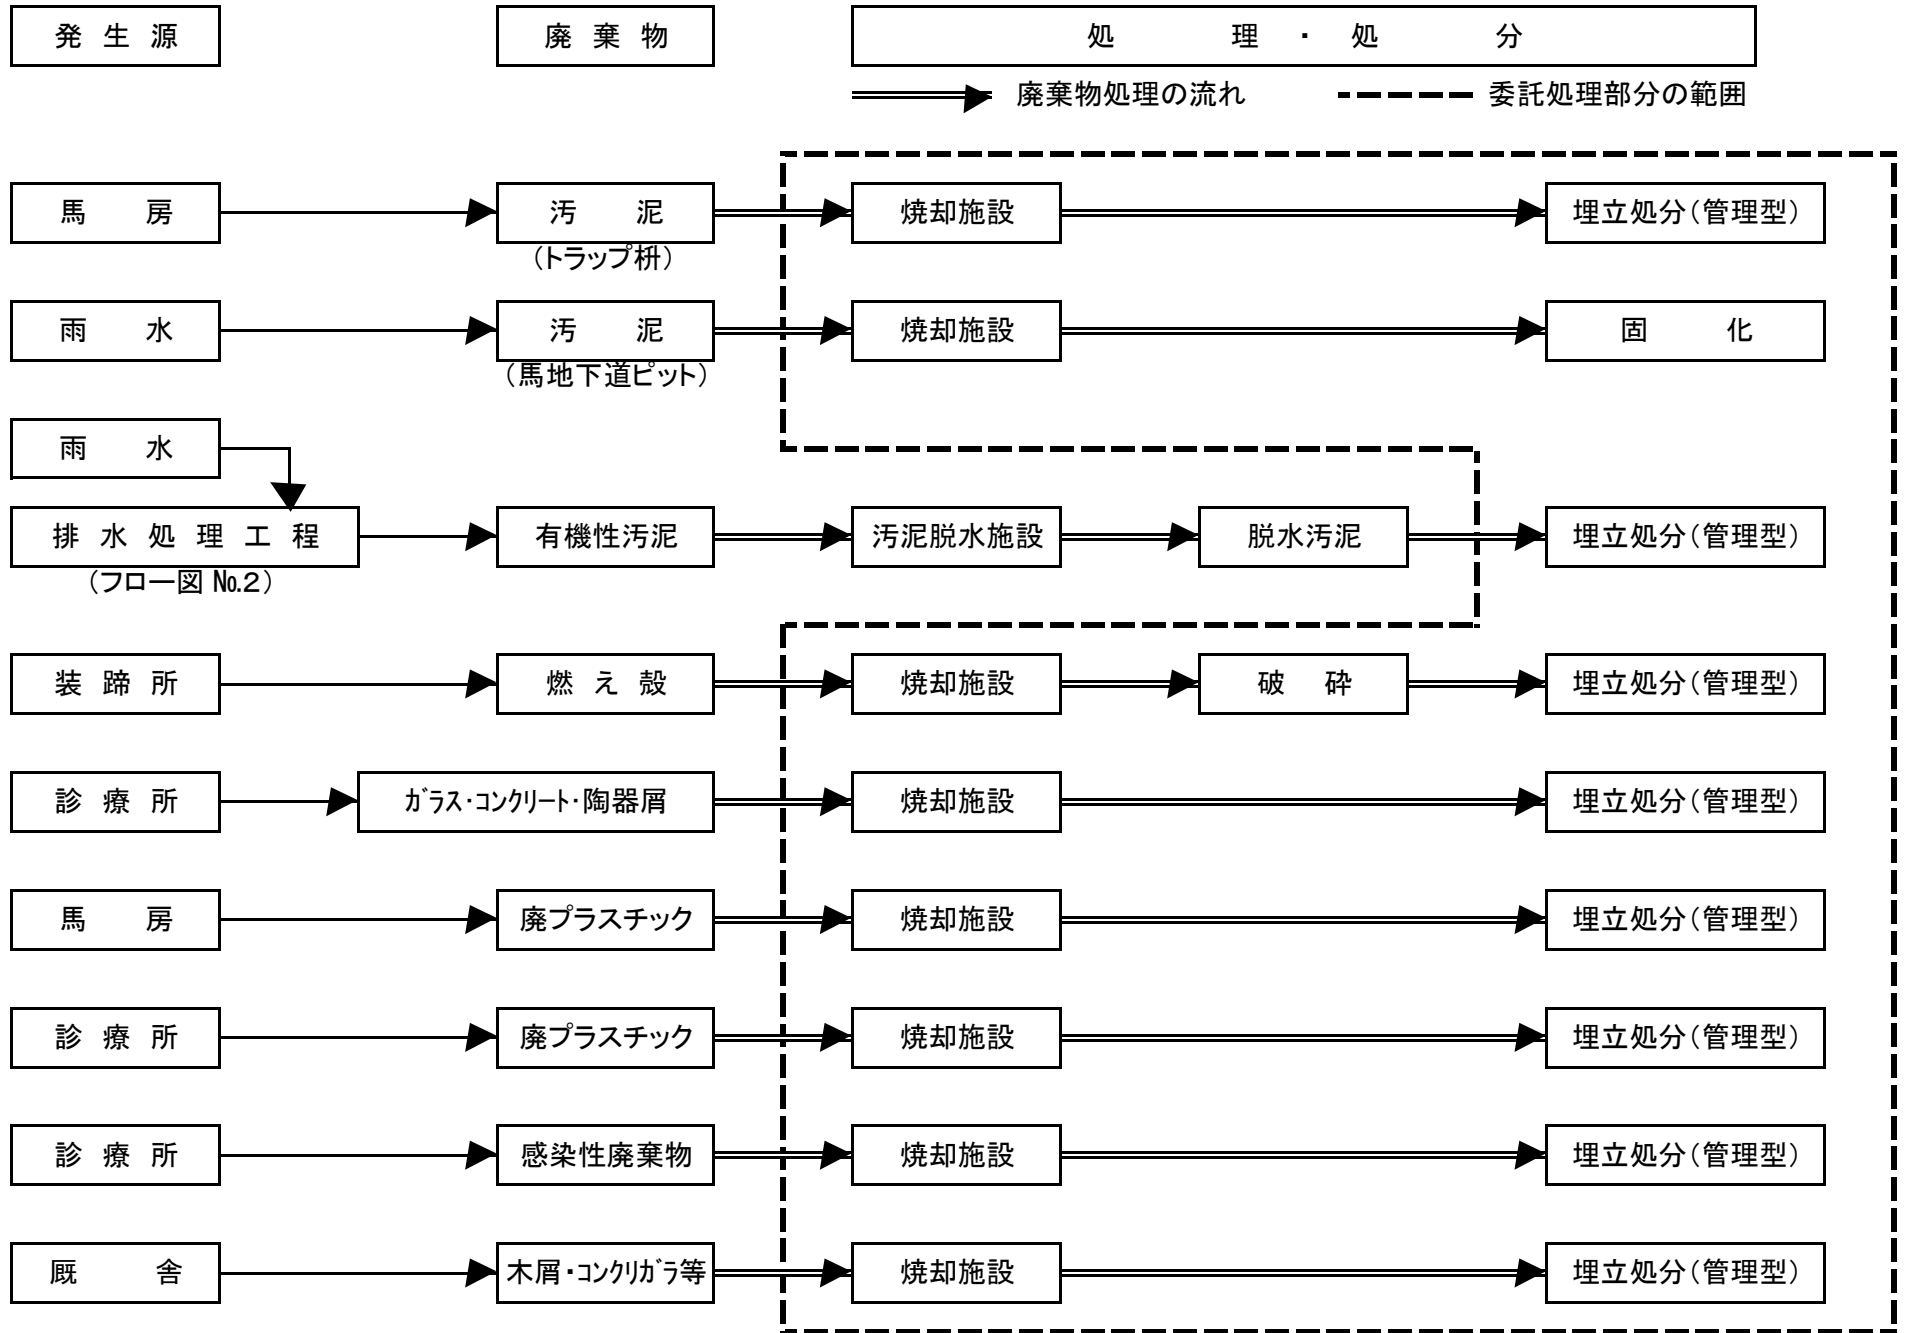 発生源 廃棄物 処理・処分
廃棄物処理の流れ 委託処理部分の範囲
馬房 汚泥 焼却施設 埋立処分（管理型）
（トラップ枡）
雨水 汚泥 焼却施設 固化
（馬地下道ピット）
雨水
排水処理工程 有機性汚泥 汚泥脱水施設 脱水汚泥 埋立処分（管理型）
（フロー図 №２）
装蹄所 燃え殻 焼却施設 破砕 埋立処分（管理型）
診療所 ｶﾞﾗｽ･ｺﾝｸﾘｰﾄ･陶器屑 焼却施設 埋立処分（管理型）
馬房 廃プラスチック 焼却施設 埋立処分（管理型）
診療所 廃プラスチック 焼却施設 埋立処分（管理型）
診療所 感染性廃棄物 焼却施設 埋立処分（管理型）
厩舎 木屑・ｺﾝｸﾘｶﾞﾗ等 焼却施設 埋立処分（管理型）